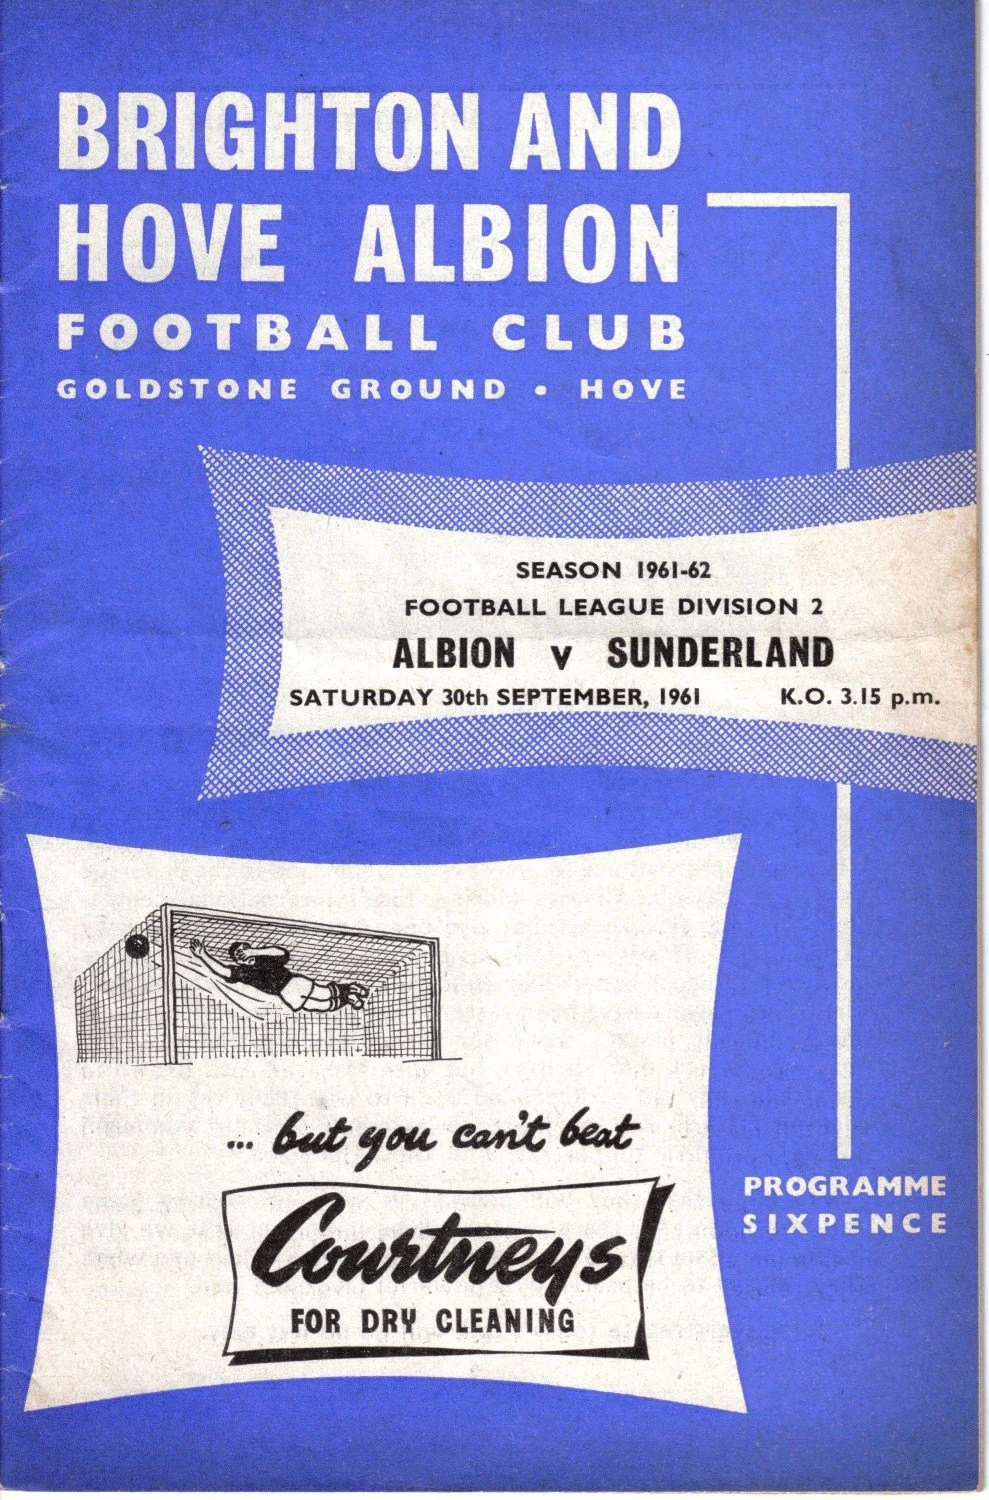 BRIGHTON AND
HOVE ALBION
FOOTBALL CLUB
GOLDSTONE GROUND • HOVE
SEASON 1961-62
FOOTBALL LEAGUE DIVISION 2
ALBION v SUNDERLAND
SATURDAY 30th SEPTEMBER, 1961 K.O. 3.15 p.m.
... but you can't beat
Courtneys
FOR DRY CLEANING
PROGRAMME
SIXPENCE